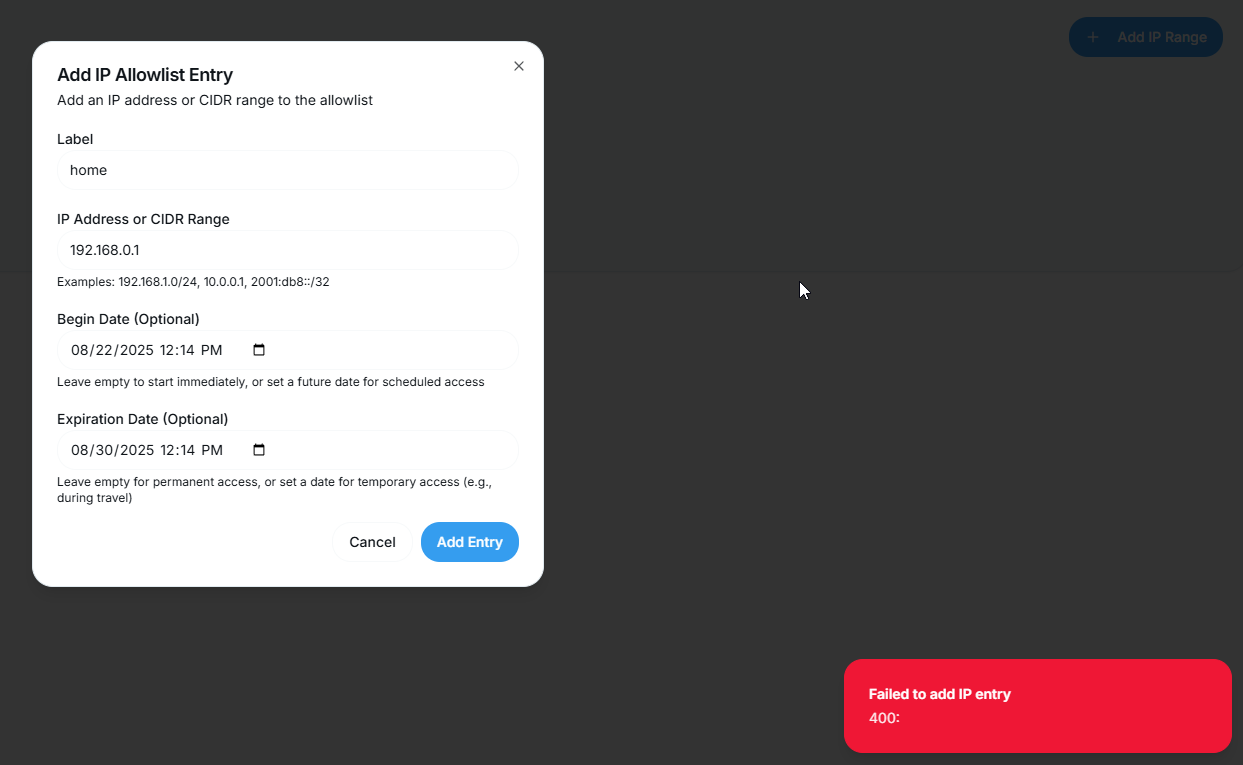 + Add IP Range
Add IP Allowlist Entry
Add an IP address or CIDR range to the allowlist
Label
home
IP Address or CIDR Range
192.168.0.1
Examples: 192.168.1.0/24, 10.0.0.1, 2001:db8::/32
Begin Date (Optional)
08/22/2025 12:14 PM
Leave empty to start immediately, or set a future date for scheduled access
Expiration Date (Optional)
08/30/2025 12:14 PM
Leave empty for permanent access, or set a date for temporary access (e.g.,
during travel)
Cancel
Add Entry
Failed to add IP entry
400: